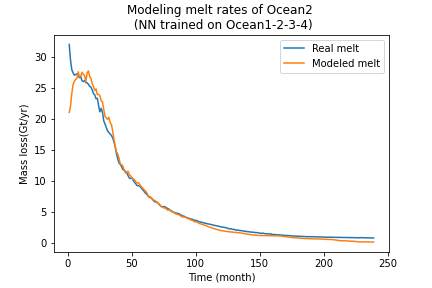 Modeling melt rates of Ocean2
(NN trained on Ocean1-2-3-4)
Real melt
Modeled melt
Mass loss(Gt/yr)
30
25
20
15
10
5
0
0 50 100 150 200 250
Time (month)